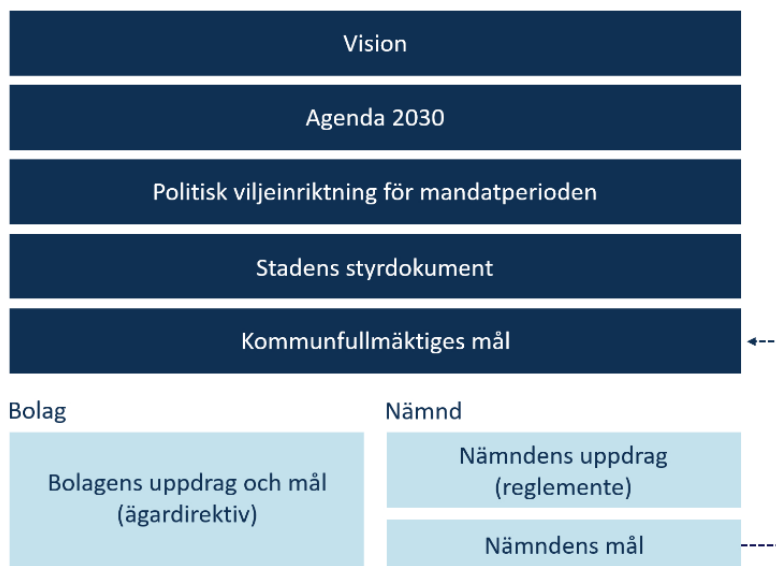 Vision
Agenda 2030
Politisk viljeinriktning för mandatperioden
Stadens styrdokument
Kommunfullmäktiges mål
Bolag
Bolagens uppdrag och mål
(ägardirektiv)
Nämnd
Nämndens uppdrag
(reglemente)
Nämndens mål